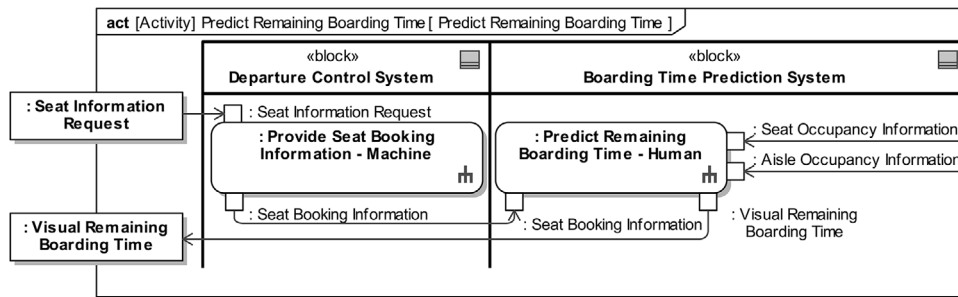 act [Activity] Predict Remaining Boarding Time [ Predict Remaining Boarding Time ]
«block»
Departure Control System
«block»
Boarding Time Prediction System
: Seat Information
Request
: Seat Information Request
: Provide Seat Booking
Information - Machine
: Predict Remaining
Boarding Time - Human
: Seat Occupancy Information
: Aisle Occupancy Information
: Seat Booking Information
: Seat Booking Information
: Visual Remaining
Boarding Time
: Visual Remaining
Boarding Time